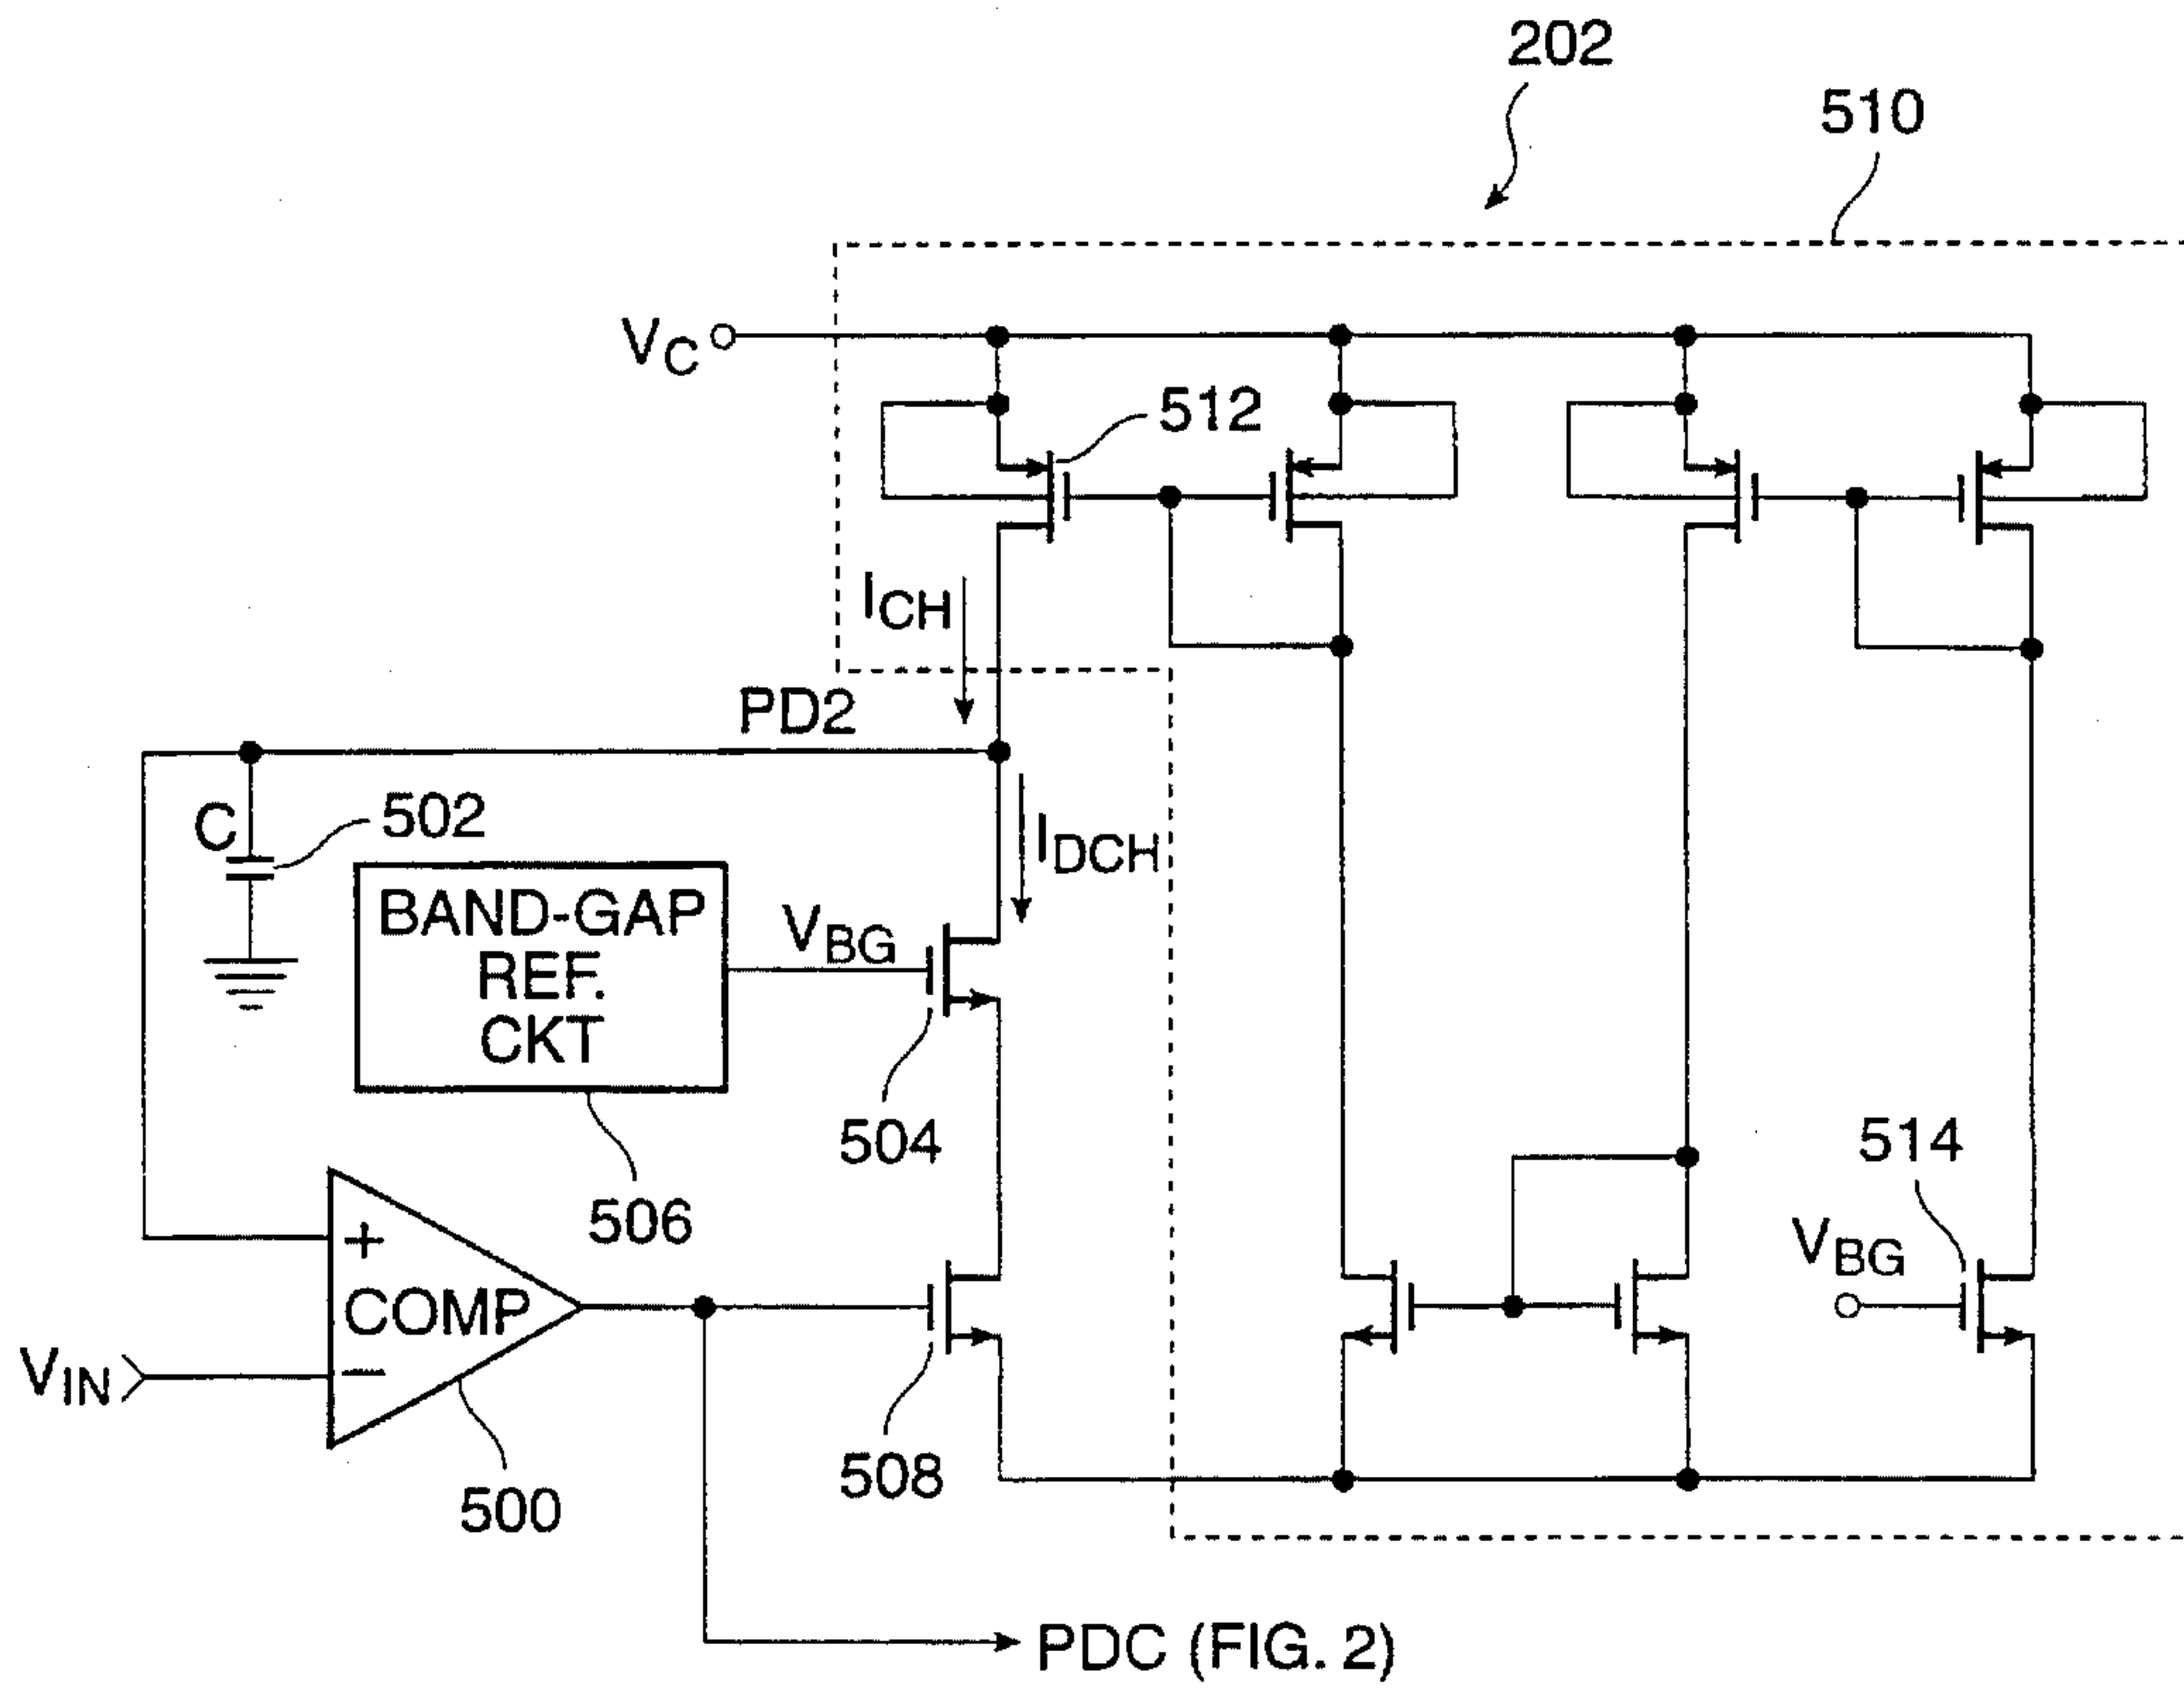 202
510
VC
512
ICH
PD2
C
502
IDCH
BAND-GAP
REF.
CKT
VBG
504
514
506
VBG
+
COMP
−
VIN
508
500
PDC (FIG. 2)